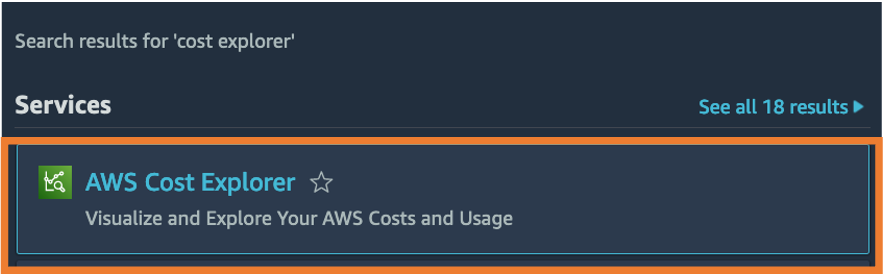 Search results for 'cost explorer'
Services
See all 18 results
AWS Cost Explorer
Visualize and Explore Your AWS Costs and Usage